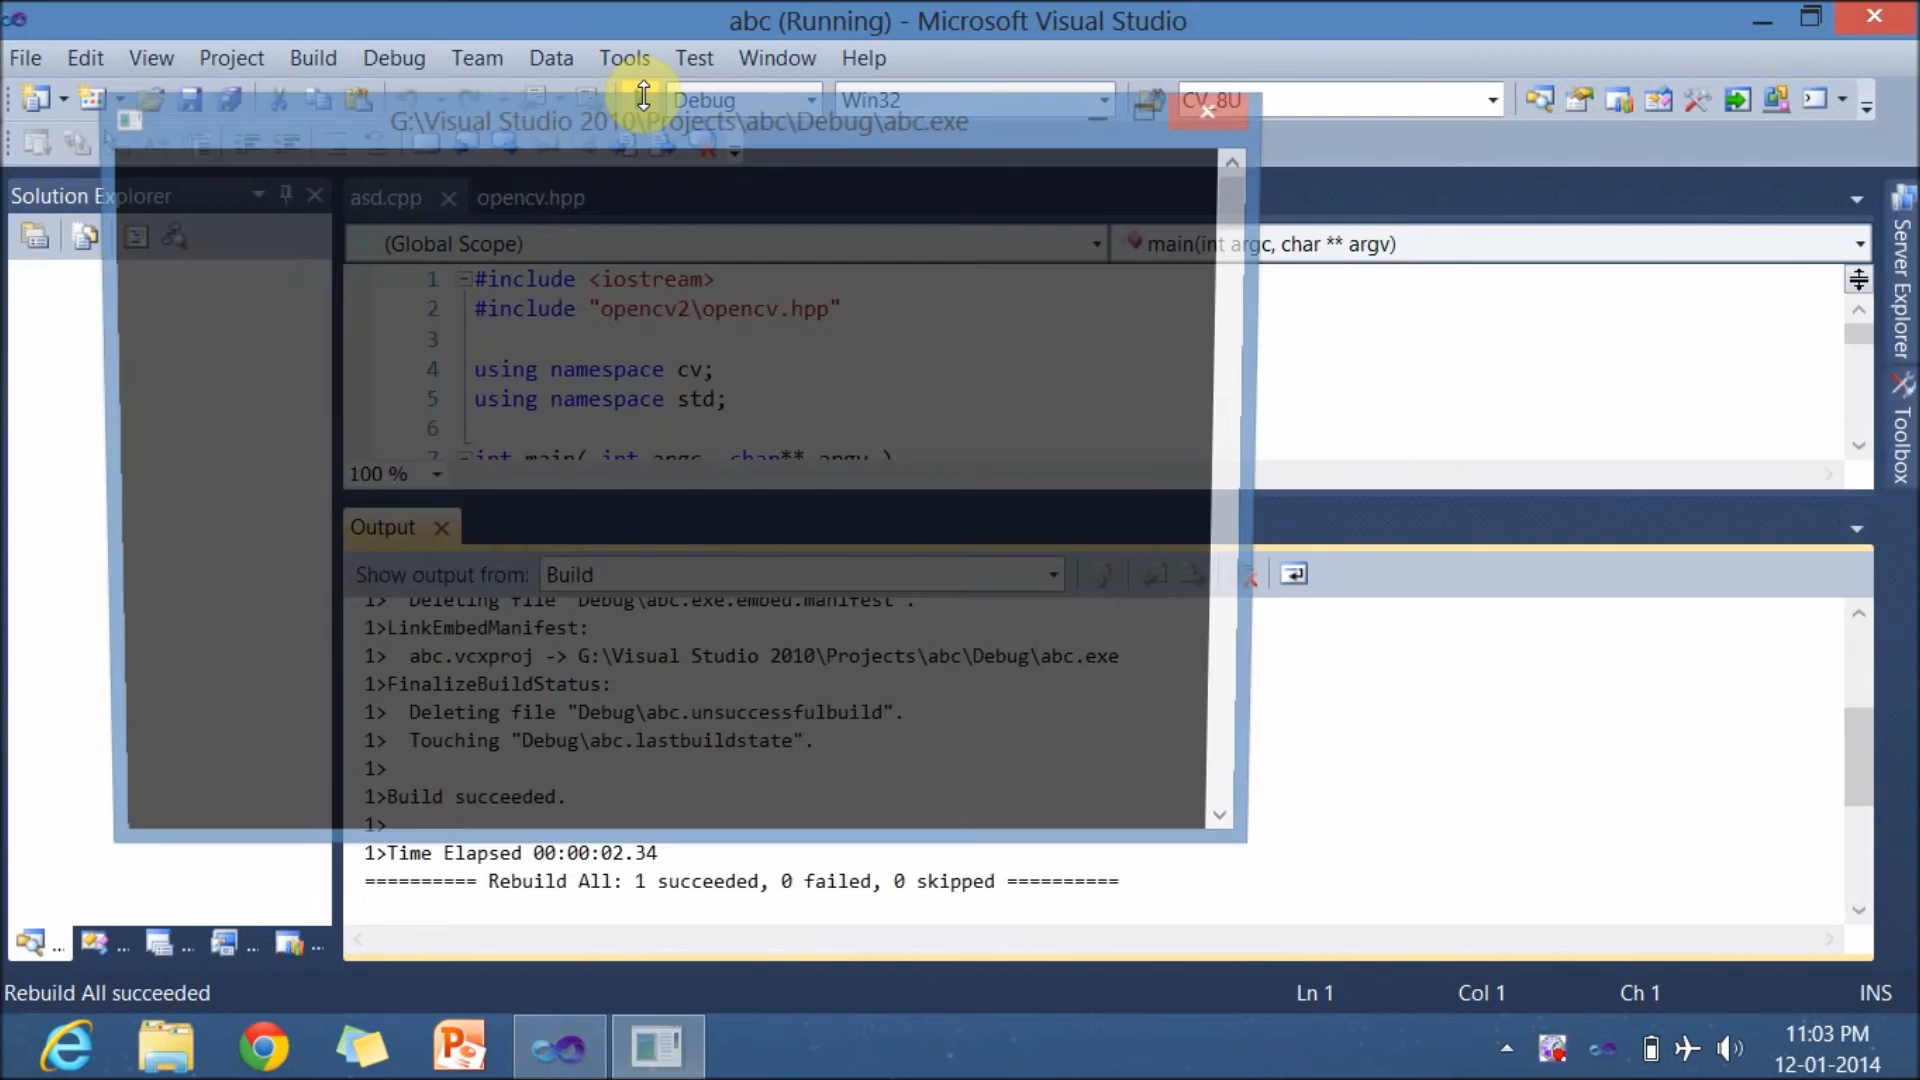 abc (Running) - Microsoft Visual Studio
File Edit View Project Build Debug Team Data Tools Test Window Help
Debug Win32 CV_8U
G:\Visual Studio 2010\Projects\abc\Debug\abc.exe
Solution Explorer
asd.cpp opencv.hpp
(Global Scope) main(int argc, char ** argv)
1 #include <iostream>
2 #include "opencv2\opencv.hpp"
3
4 using namespace cv;
5 using namespace std;
6
7 int main( int argc, char** argv )
100 %
Server Explorer
Toolbox
Output
Show output from: Build
1> Deleting file "Debug\abc.exe.embed.manifest".
1>LinkEmbedManifest:
1> abc.vcxproj -> G:\Visual Studio 2010\Projects\abc\Debug\abc.exe
1>FinalizeBuildStatus:
1> Deleting file "Debug\abc.unsuccessfulbuild".
1> Touching "Debug\abc.lastbuildstate".
1>
1>Build succeeded.
1>
1>Time Elapsed 00:00:02.34
========== Rebuild All: 1 succeeded, 0 failed, 0 skipped ==========
... ... ... ... ...
Rebuild All succeeded Ln 1 Col 1 Ch 1 INS
11:03 PM
12-01-2014